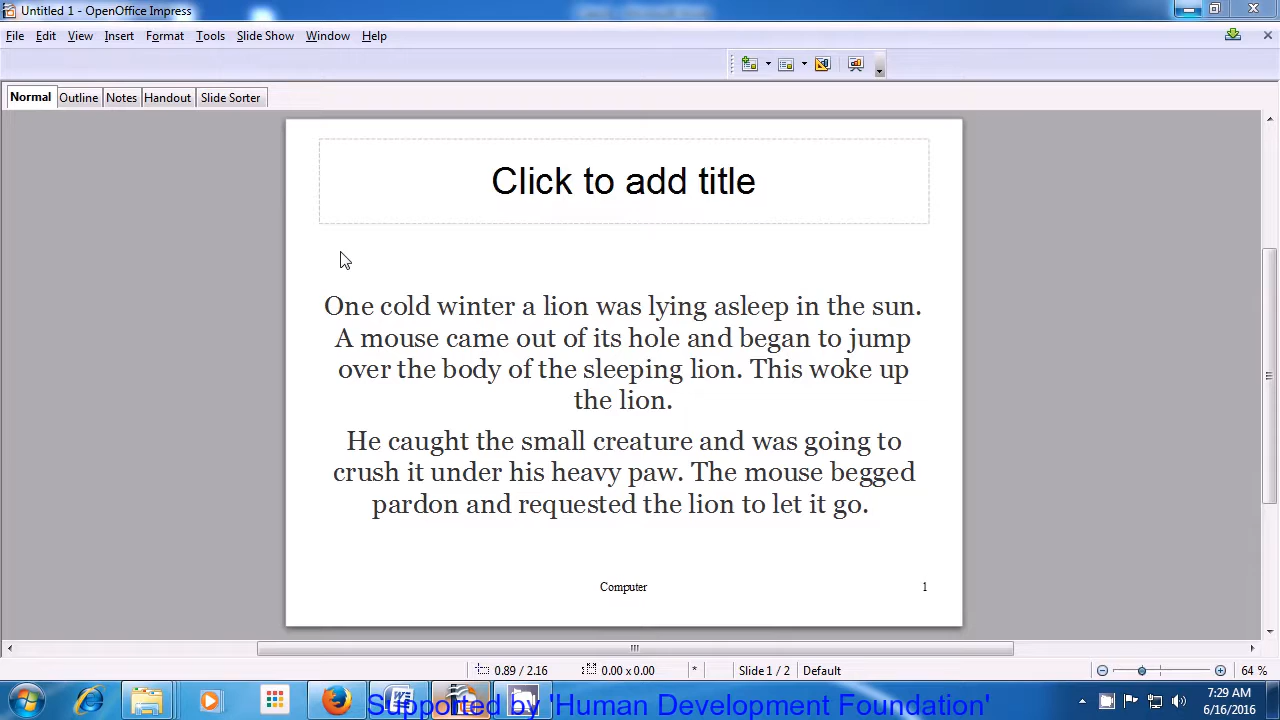 Untitled 1 - OpenOffice Impress
File Edit View Insert Format Tools Slide Show Window Help
Normal Outline Notes Handout Slide Sorter
Click to add title
One cold winter a lion was lying asleep in the sun.
A mouse came out of its hole and began to jump
over the body of the sleeping lion. This woke up
the lion.
He caught the small creature and was going to
crush it under his heavy paw. The mouse begged
pardon and requested the lion to let it go.
Computer 1
0.89 / 2.16 0.00 x 0.00 * Slide 1 / 2 Default 64 %
Supported by 'Human Development Foundation'
7:29 AM
6/16/2016